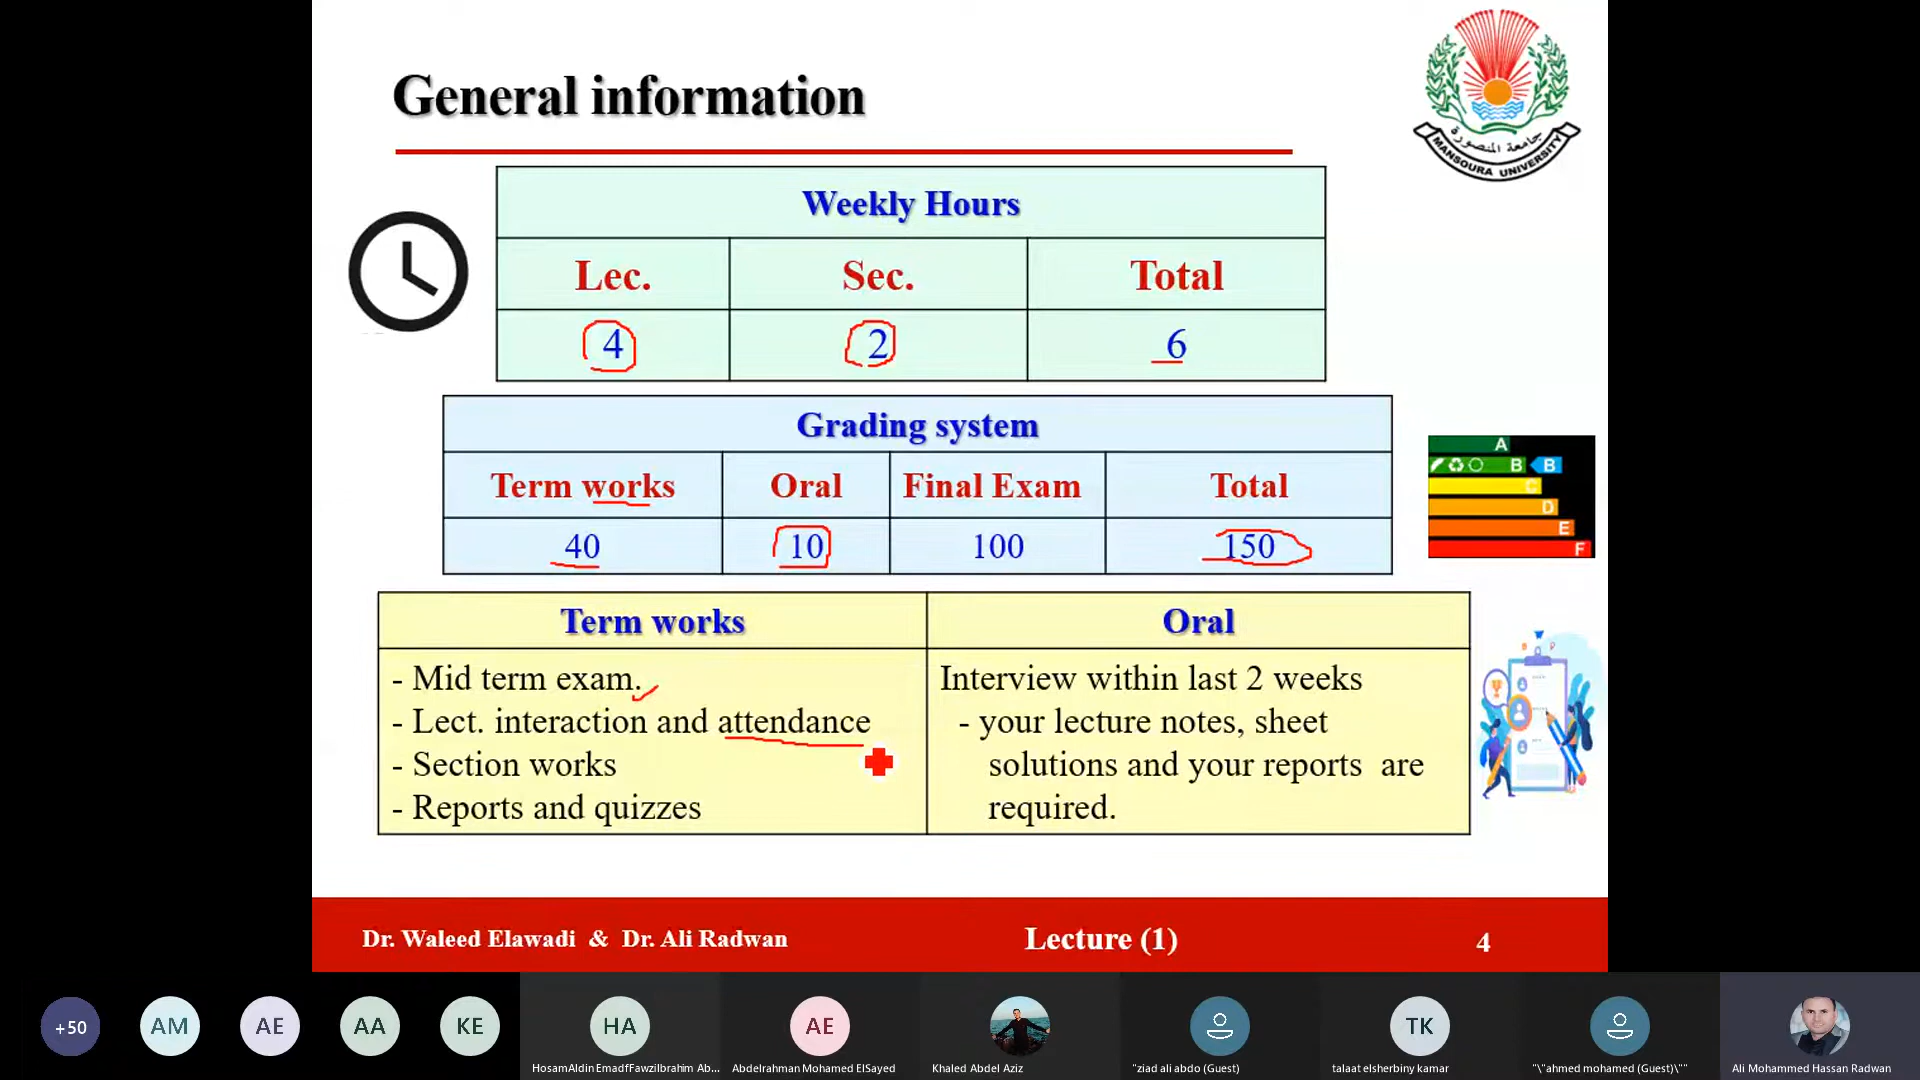 General information
جامعة المنصورة
MANSOURA UNIVERSITY
Weekly Hours
Lec. Sec. Total
4 2 6
Grading system
Term works Oral Final Exam Total
40 10 100 150
A
B B
C
D
E
F
Term works Oral
- Mid term exam.
- Lect. interaction and attendance
- Section works
- Reports and quizzes
Interview within last 2 weeks
- your lecture notes, sheet
solutions and your reports are
required.
Dr. Waleed Elawadi & Dr. Ali Radwan Lecture (1) 4
+50 AM AE AA KE HA AE TK
HosamAldin EmadfFawziIbrahim Ab... Abdelrahman Mohamed ElSayed Khaled Abdel Aziz "ziad ali abdo (Guest) talaat elsherbiny kamar "\"ahmed mohamed (Guest)\"" Ali Mohammed Hassan Radwan